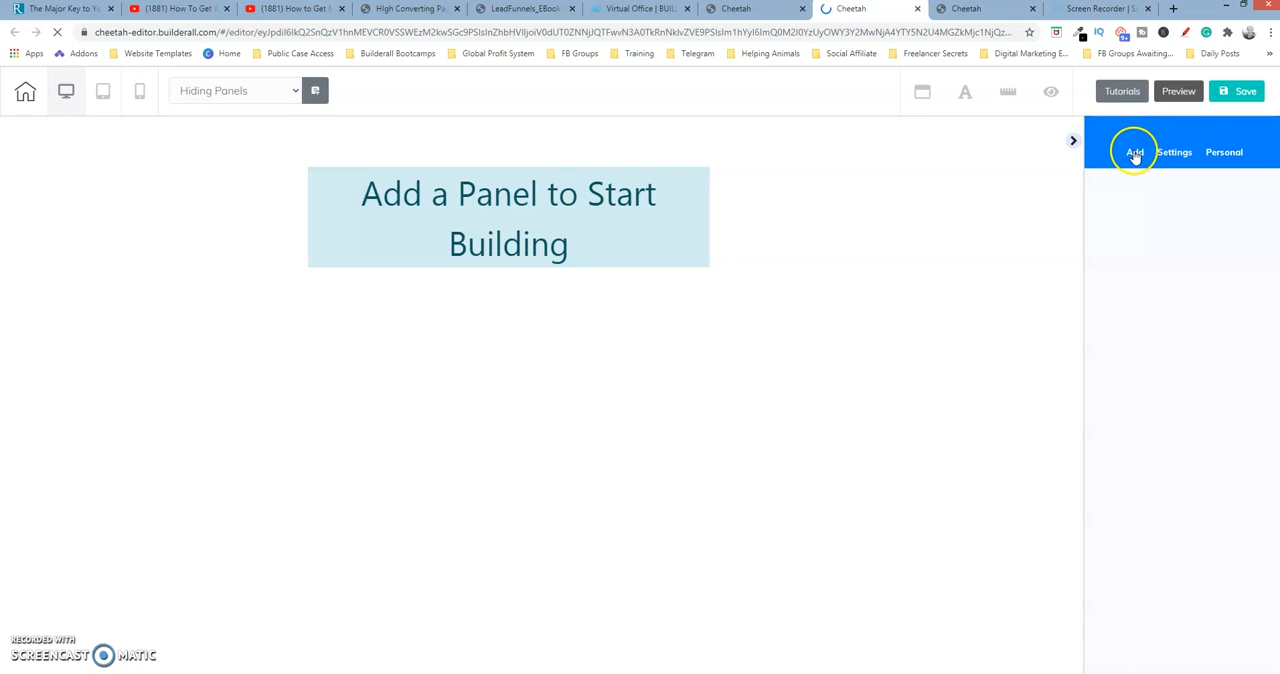 The Major Key to Yo
(1881) How To Get A
(1881) How to Get M
High Converting Pa
LeadFunnels_EBook
Virtual Office | BUIL
Cheetah
Cheetah
Cheetah
Screen Recorder | S
Apps
Addons
Website Templates
Home
Public Case Access
Builderall Bootcamps
Global Profit System
FB Groups
Training
Telegram
Helping Animals
Social Affiliate
Freelancer Secrets
Digital Marketing E...
FB Groups Awaiting...
Daily Posts
Hiding Panels
Tutorials
Preview
Save
Add
Settings
Personal
Add a Panel to Start
Building
RECORDED WITH
SCREENCAST MATIC